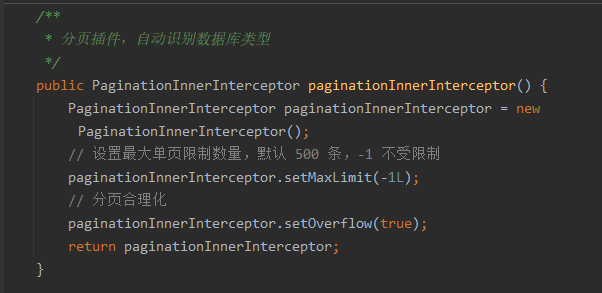 /**
 * 分页插件，自动识别数据库类型
 */
public PaginationInnerInterceptor paginationInnerInterceptor() {
    PaginationInnerInterceptor paginationInnerInterceptor = new
     PaginationInnerInterceptor();
    // 设置最大单页限制数量，默认 500 条，-1 不受限制
    paginationInnerInterceptor.setMaxLimit(-1L);
    // 分页合理化
    paginationInnerInterceptor.setOverflow(true);
    return paginationInnerInterceptor;
}